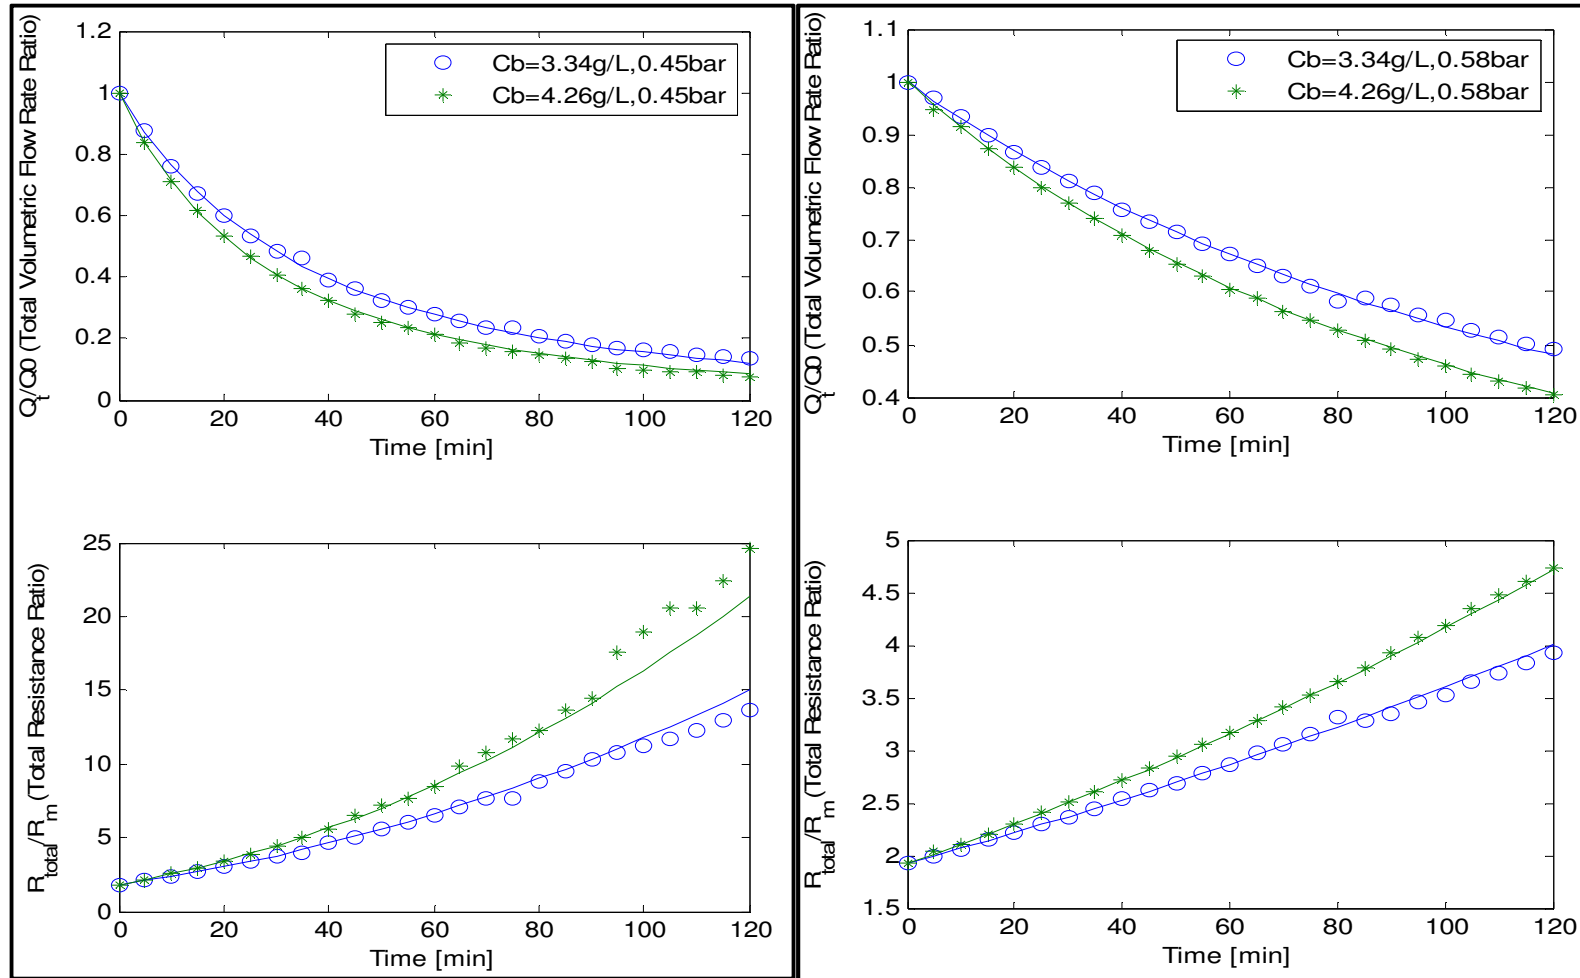 Q_t/Q0 (Total Volumetric Flow Rate Ratio)
1.2
1
0.8
0.6
0.4
0.2
0
Cb=3.34g/L,0.45bar
Cb=4.26g/L,0.45bar
0 20 40 60 80 100 120
Time [min]
Q_t/Q0 (Total Volumetric Flow Rate Ratio)
1.1
1
0.9
0.8
0.7
0.6
0.5
0.4
Cb=3.34g/L,0.58bar
Cb=4.26g/L,0.58bar
0 20 40 60 80 100 120
Time [min]
R_total/R_m (Total Resistance Ratio)
25
20
15
10
5
0
0 20 40 60 80 100 120
Time [min]
R_total/R_m (Total Resistance Ratio)
5
4.5
4
3.5
3
2.5
2
1.5
0 20 40 60 80 100 120
Time [min]